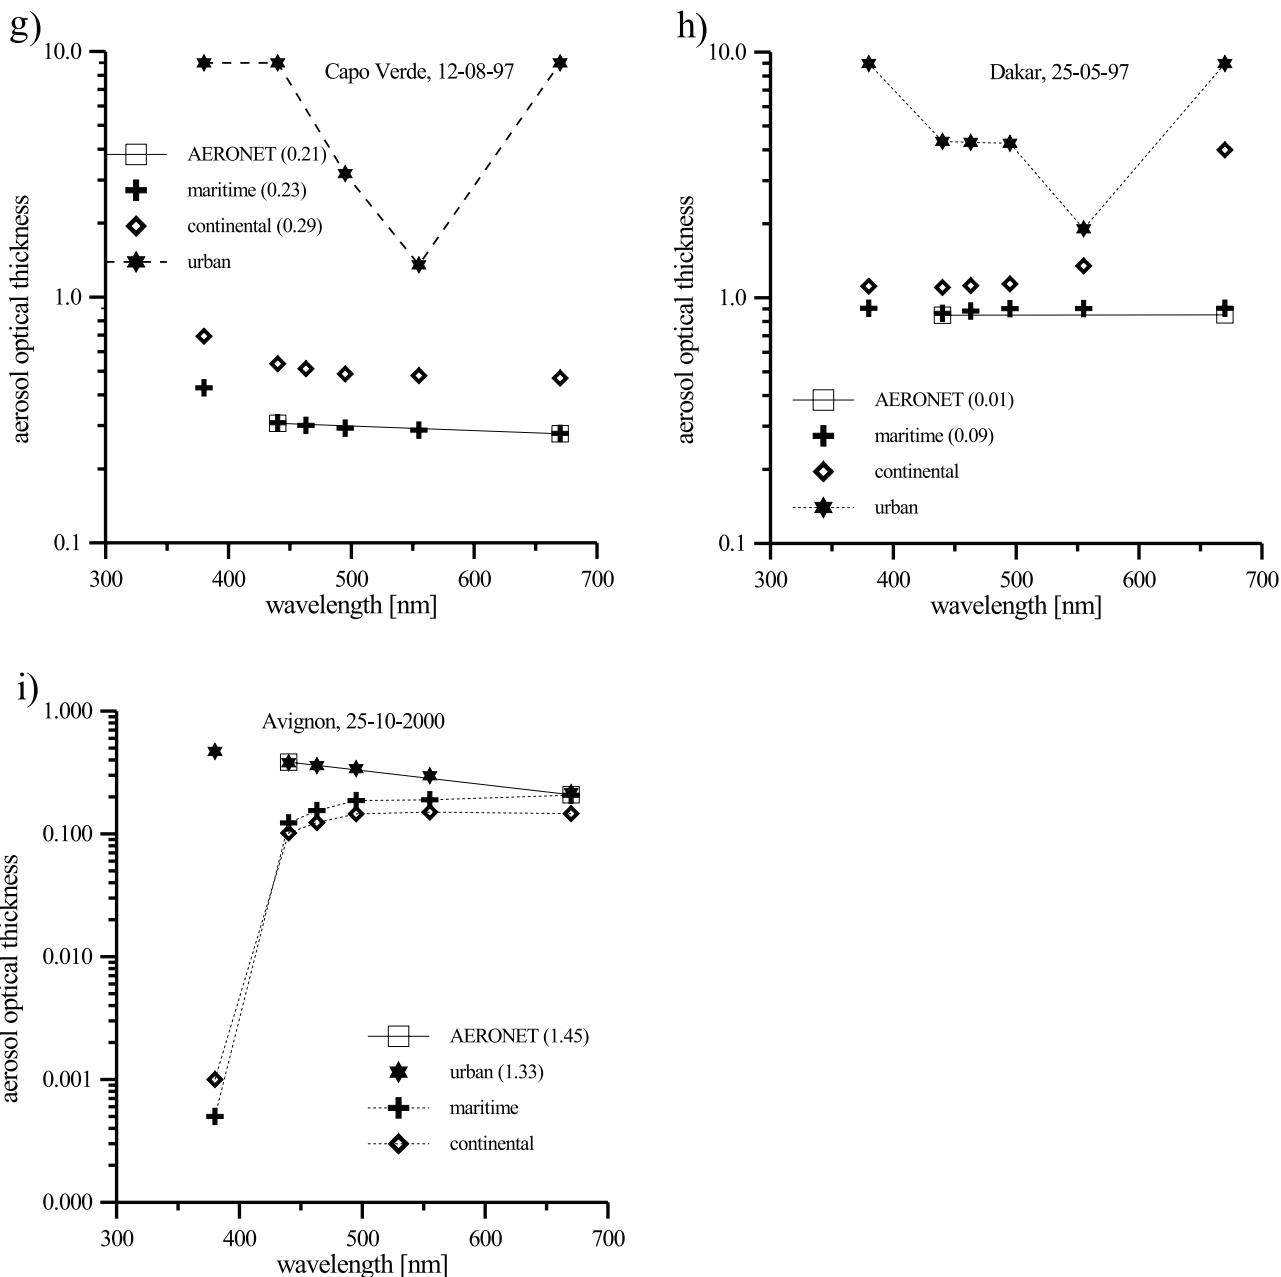 g)
10.0
Capo Verde, 12-08-97
AERONET (0.21)
maritime (0.23)
continental (0.29)
urban
1.0
0.1
aerosol optical thickness
300 400 500 600 700
wavelength [nm]
h)
10.0
Dakar, 25-05-97
1.0
AERONET (0.01)
maritime (0.09)
continental
urban
0.1
aerosol optical thickness
300 400 500 600 700
wavelength [nm]
i)
1.000
Avignon, 25-10-2000
0.100
0.010
AERONET (1.45)
urban (1.33)
0.001
maritime
continental
0.000
aerosol optical thickness
300 400 500 600 700
wavelength [nm]